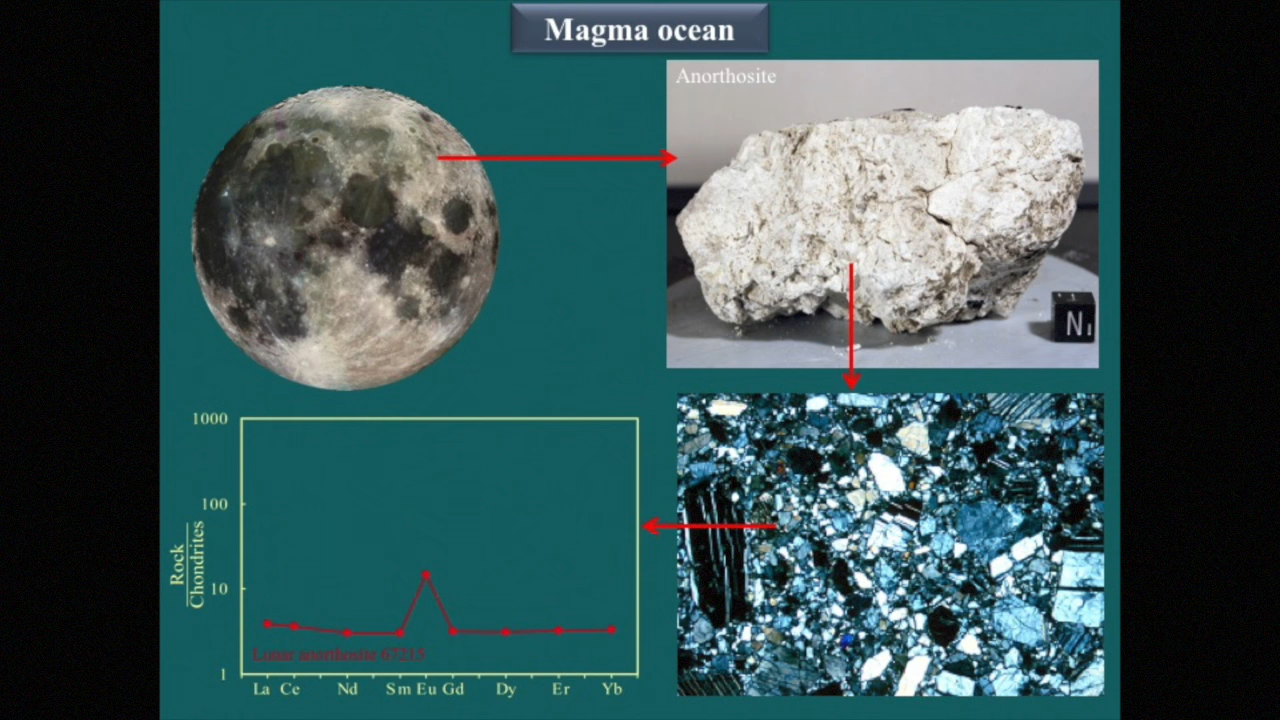 Magma ocean
Anorthosite
N
1000
100
10
1
Rock
Chondrites
Lunar anorthosite 67215
La Ce Nd Sm Eu Gd Dy Er Yb